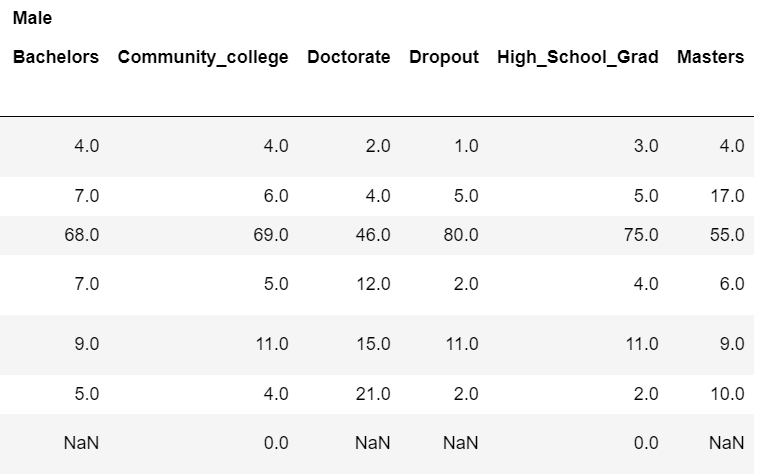 Male
Bachelors Community_college Doctorate Dropout High_School_Grad Masters
4.0 4.0 2.0 1.0 3.0 4.0
7.0 6.0 4.0 5.0 5.0 17.0
68.0 69.0 46.0 80.0 75.0 55.0
7.0 5.0 12.0 2.0 4.0 6.0
9.0 11.0 15.0 11.0 11.0 9.0
5.0 4.0 21.0 2.0 2.0 10.0
NaN 0.0 NaN NaN 0.0 NaN